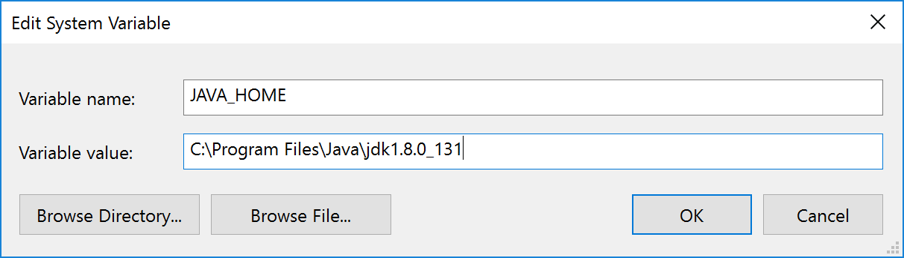 Edit System Variable
Variable name: JAVA_HOME
Variable value: C:\Program Files\Java\jdk1.8.0_131
Browse Directory... Browse File... OK Cancel